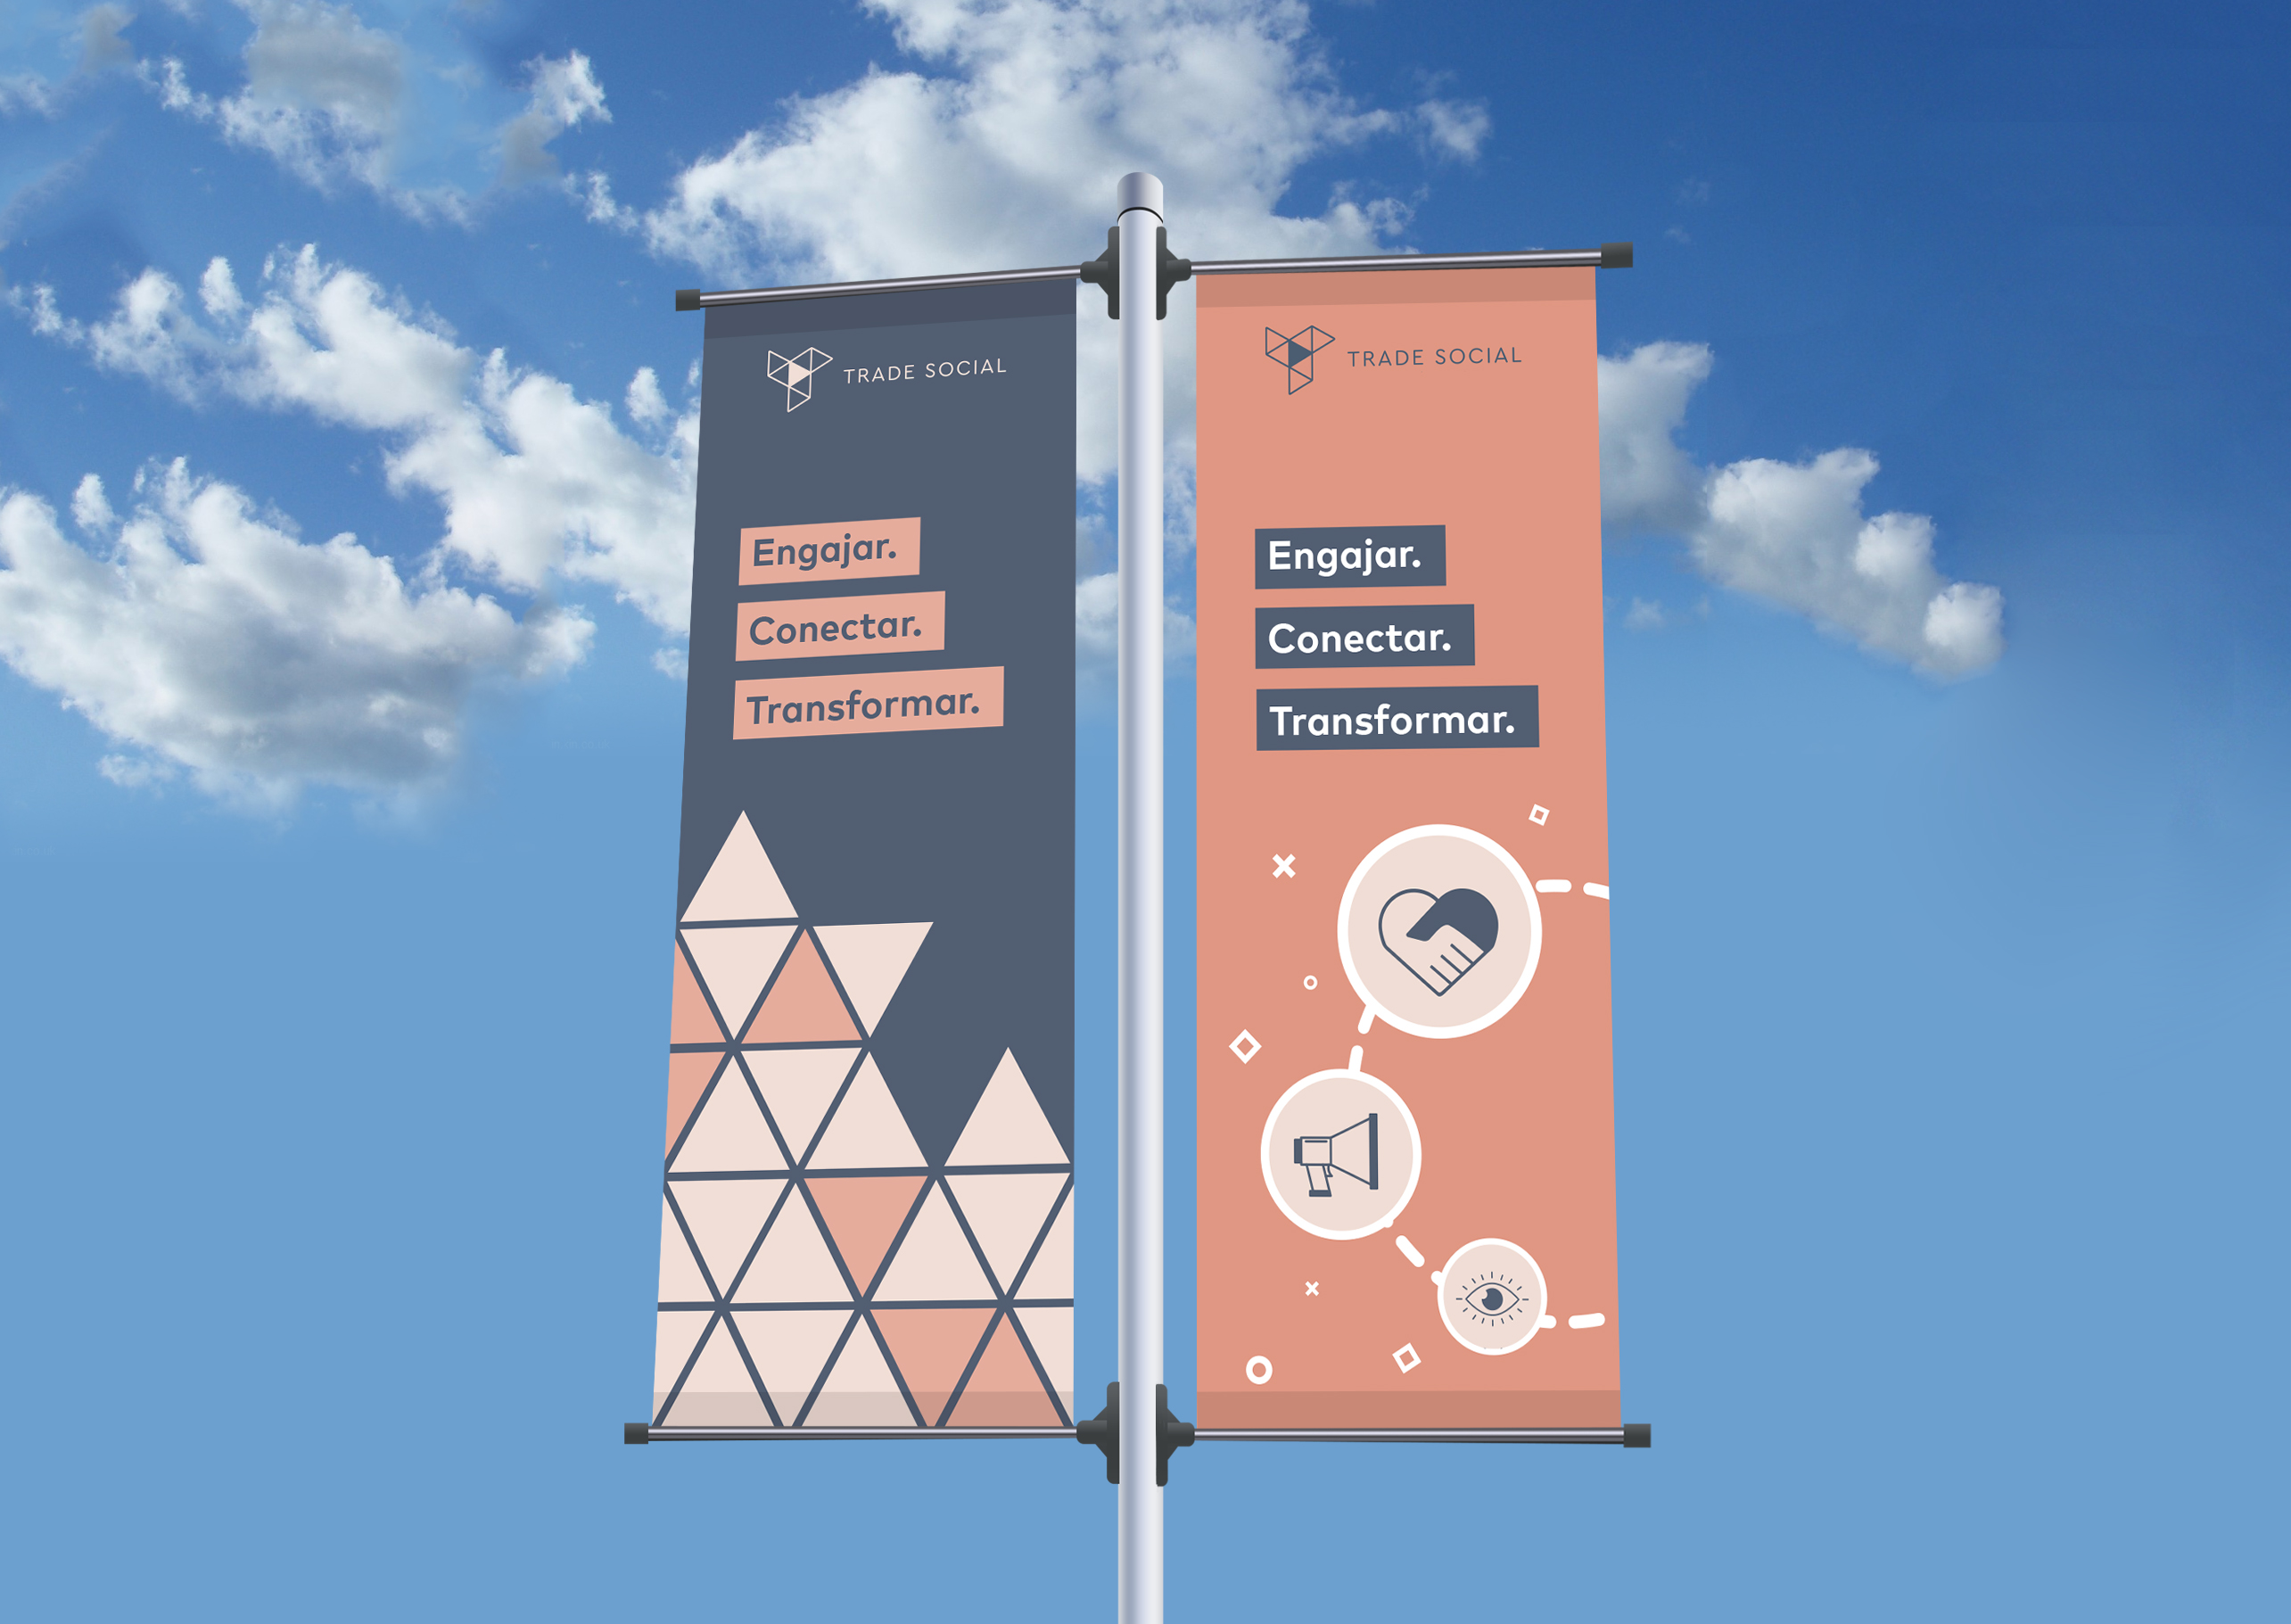 TRADE SOCIAL
Engajar.
Conectar.
Transformar.
TRADE SOCIAL
Engajar.
Conectar.
Transformar.